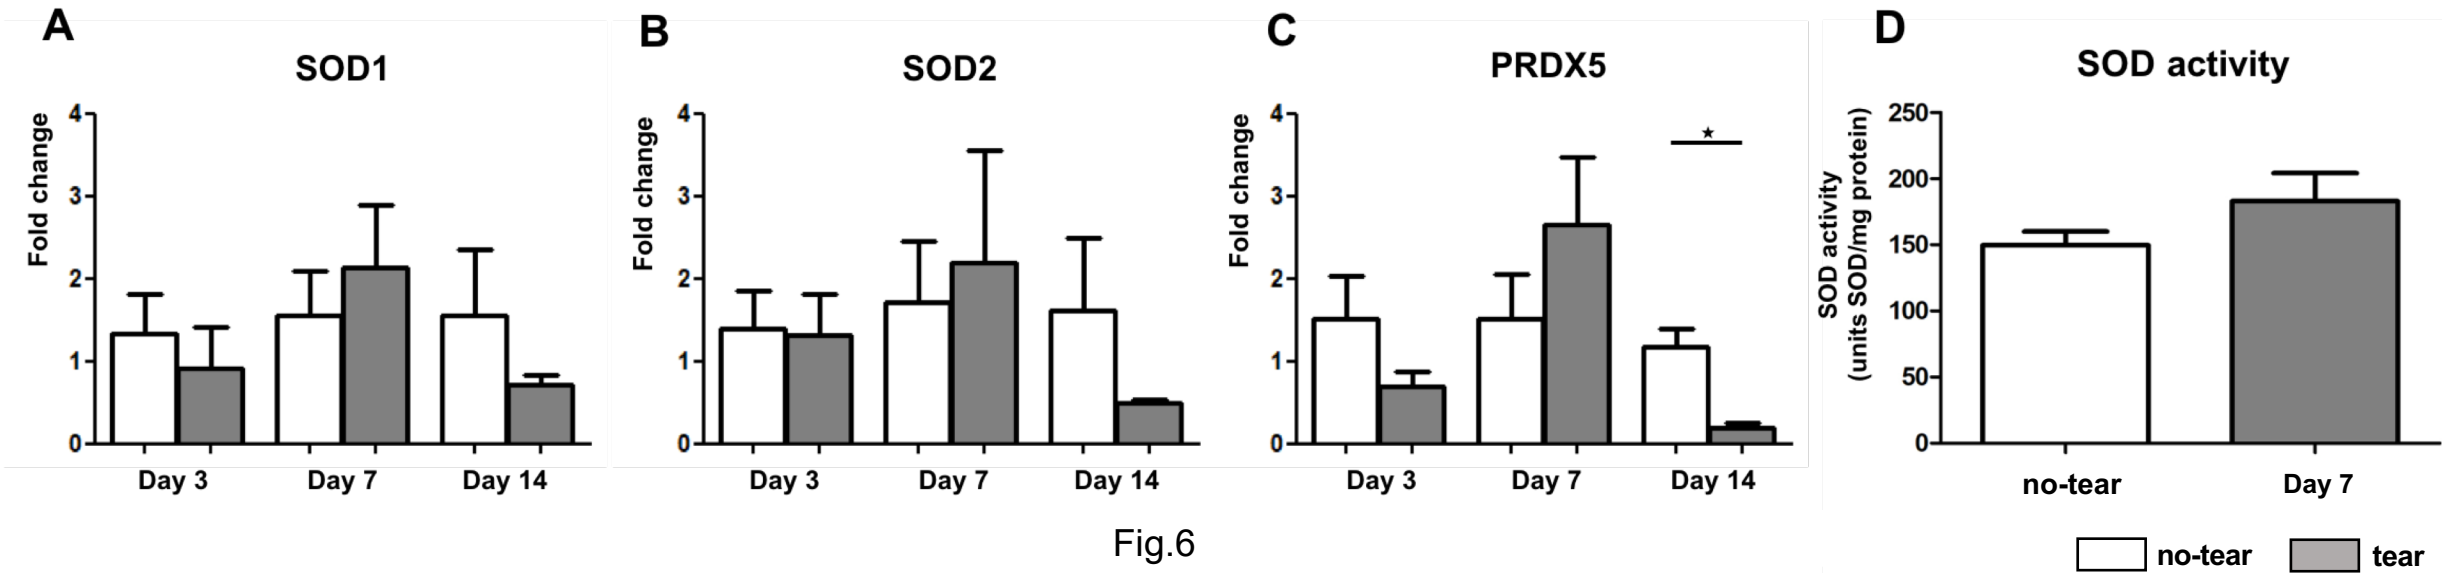 A
SOD1
Fold change
4
3
2
1
0
Day 3 Day 7 Day 14
B
SOD2
Fold change
4
3
2
1
0
Day 3 Day 7 Day 14
C
PRDX5
Fold change
4
3
2
1
0
★
Day 3 Day 7 Day 14
D
SOD activity
SOD activity
(units SOD/mg protein)
250
200
150
100
50
0
no-tear Day 7
Fig.6
no-tear tear